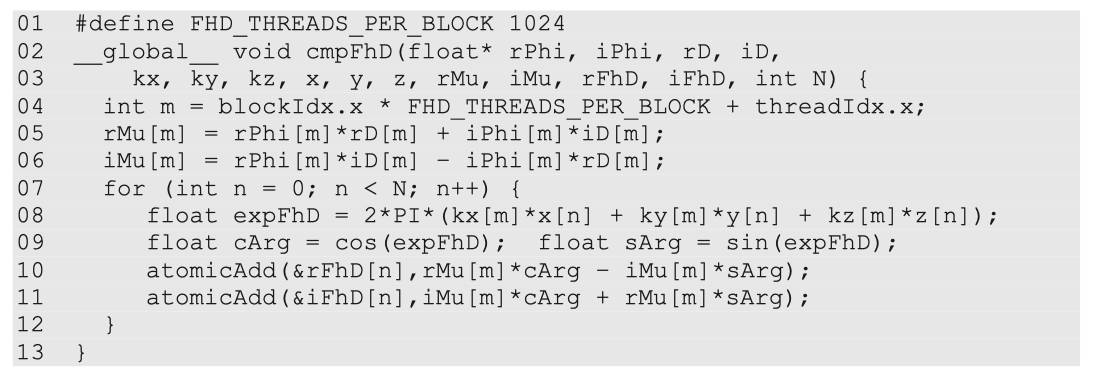 01 #define FHD_THREADS_PER_BLOCK 1024
02 __global__ void cmpFhD(float* rPhi, iPhi, rD, iD,
03 kx, ky, kz, x, y, z, rMu, iMu, rFhD, iFhD, int N) {
04 int m = blockIdx.x * FHD_THREADS_PER_BLOCK + threadIdx.x;
05 rMu[m] = rPhi[m]*rD[m] + iPhi[m]*iD[m];
06 iMu[m] = rPhi[m]*iD[m] – iPhi[m]*rD[m];
07 for (int n = 0; n < N; n++) {
08 float expFhD = 2*PI*(kx[m]*x[n] + ky[m]*y[n] + kz[m]*z[n]);
09 float cArg = cos(expFhD); float sArg = sin(expFhD);
10 atomicAdd(&rFhD[n],rMu[m]*cArg – iMu[m]*sArg);
11 atomicAdd(&iFhD[n],iMu[m]*cArg + rMu[m]*sArg);
12 }
13 }